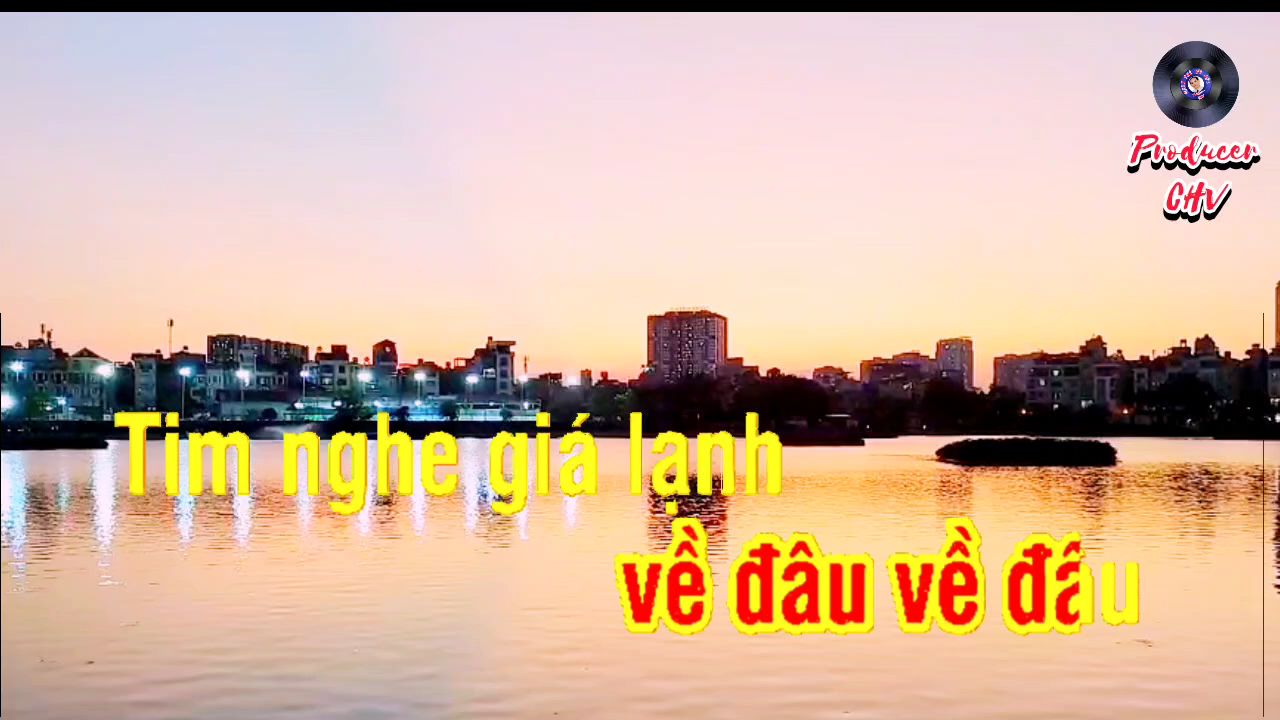 Producer
CHV
Tim nghe giá lạnh
về đâu về đâu